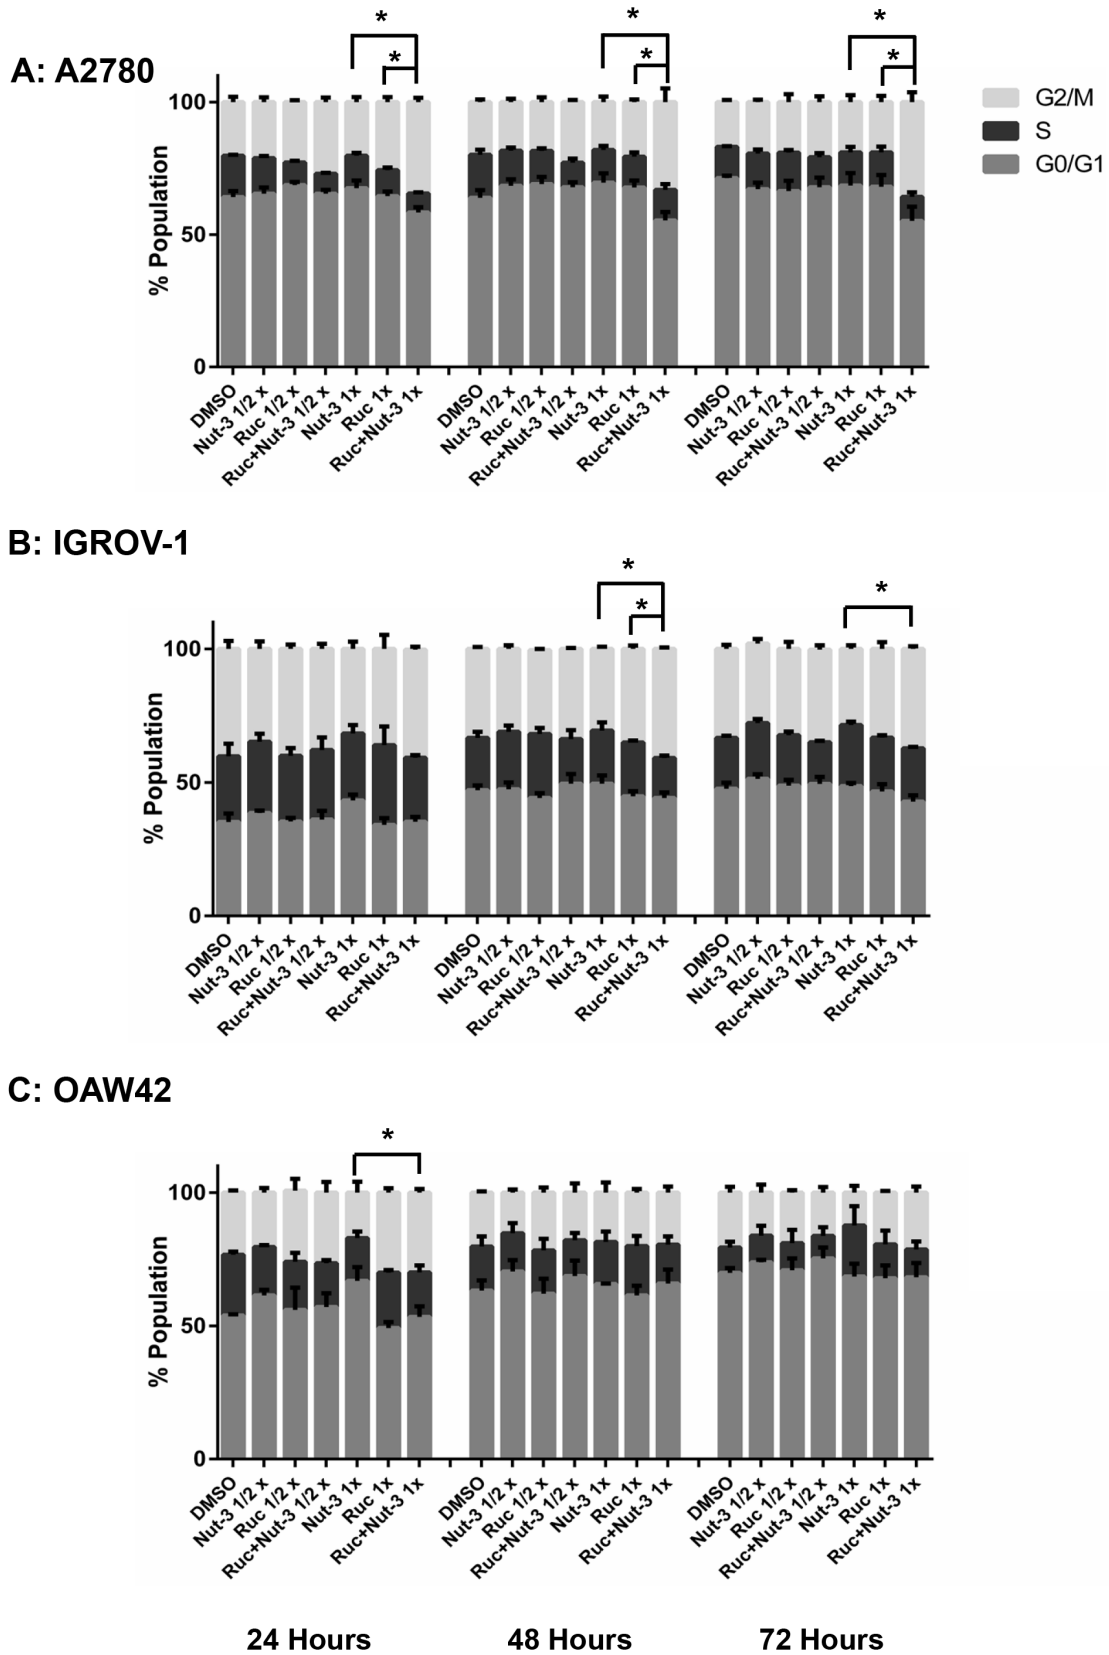 A: A2780
* * * * * *
G2/M
S
G0/G1
% Population
100
50
0
DMSO
Nut-3 1/2 x
Ruc 1/2 x
Ruc+Nut-3 1/2 x
Nut-3 1x
Ruc 1x
Ruc+Nut-3 1x
DMSO
Nut-3 1/2 x
Ruc 1/2 x
Ruc+Nut-3 1/2 x
Nut-3 1x
Ruc 1x
Ruc+Nut-3 1x
DMSO
Nut-3 1/2 x
Ruc 1/2 x
Ruc+Nut-3 1/2 x
Nut-3 1x
Ruc 1x
Ruc+Nut-3 1x
B: IGROV-1
* * *
% Population
100
50
0
DMSO
Nut-3 1/2 x
Ruc 1/2 x
Ruc+Nut-3 1/2 x
Nut-3 1x
Ruc 1x
Ruc+Nut-3 1x
DMSO
Nut-3 1/2 x
Ruc 1/2 x
Ruc+Nut-3 1/2 x
Nut-3 1x
Ruc 1x
Ruc+Nut-3 1x
DMSO
Nut-3 1/2 x
Ruc 1/2 x
Ruc+Nut-3 1/2 x
Nut-3 1x
Ruc 1x
Ruc+Nut-3 1x
C: OAW42
*
% Population
100
50
0
DMSO
Nut-3 1/2 x
Ruc 1/2 x
Ruc+Nut-3 1/2 x
Nut-3 1x
Ruc 1x
Ruc+Nut-3 1x
DMSO
Nut-3 1/2 x
Ruc 1/2 x
Ruc+Nut-3 1/2 x
Nut-3 1x
Ruc 1x
Ruc+Nut-3 1x
DMSO
Nut-3 1/2 x
Ruc 1/2 x
Ruc+Nut-3 1/2 x
Nut-3 1x
Ruc 1x
Ruc+Nut-3 1x
24 Hours 48 Hours 72 Hours